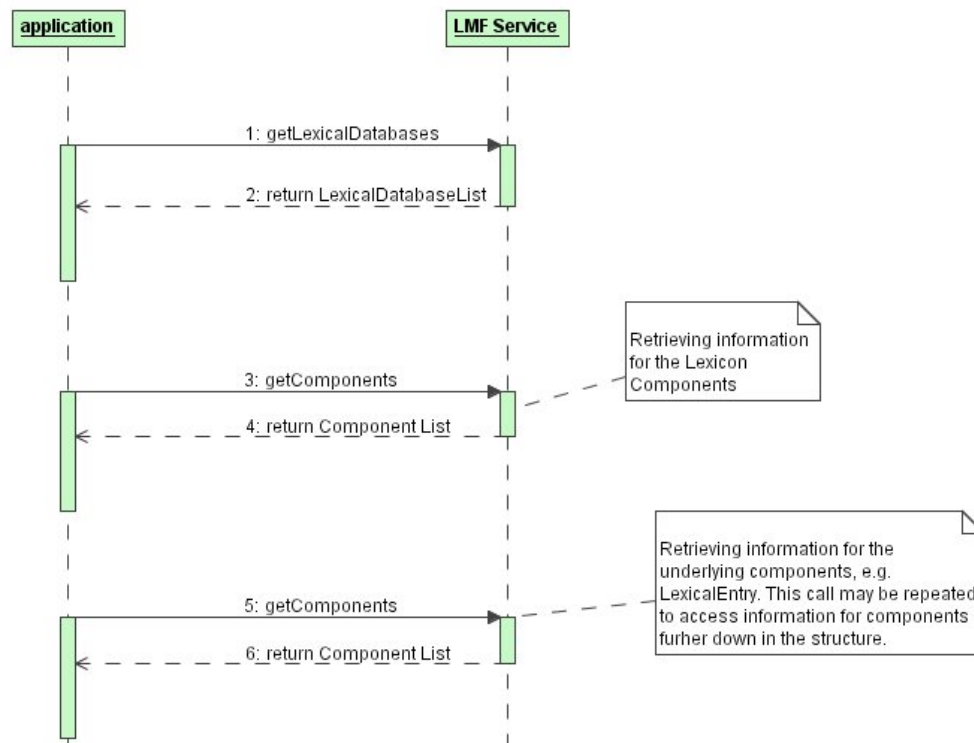 application
LMF Service
1: getLexicalDatabases
2: return LexicalDatabaseList
Retrieving information
for the Lexicon
Components
3: getComponents
4: return Component List
Retrieving information for the
underlying components, e.g.
LexicalEntry. This call may be repeated
to access information for components
furher down in the structure.
5: getComponents
6: return Component List